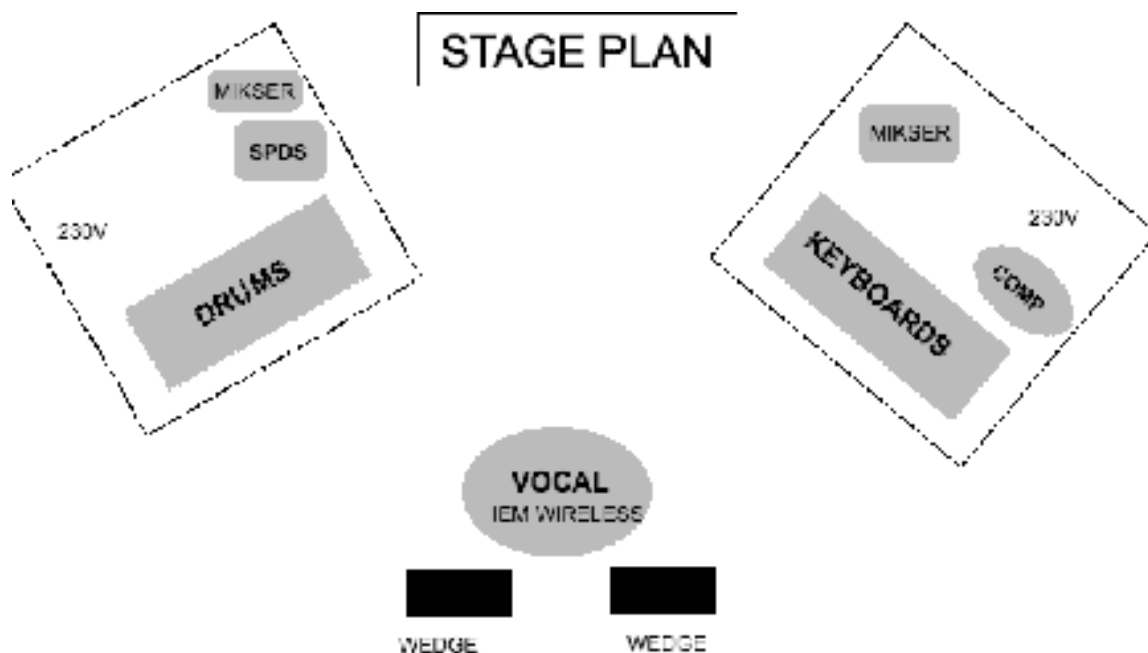 STAGE PLAN
MIKSER
SPDS
230V
DRUMS
MIKSER
230V
KEYBOARDS
COMP
VOCAL
IEM WIRELESS
WEDGE
WEDGE